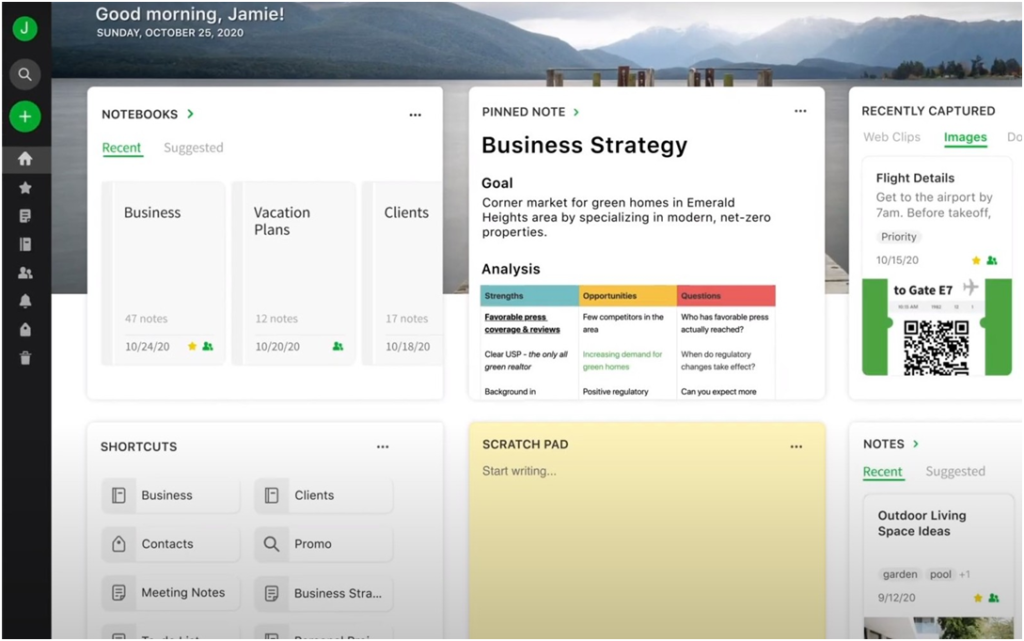 J
Good morning, Jamie!
SUNDAY, OCTOBER 25, 2020
NOTEBOOKS
Recent Suggested
Business
47 notes
10/24/20
Vacation
Plans
12 notes
10/20/20
Clients
17 notes
10/18/20
PINNED NOTE
Business Strategy
Goal
Corner market for green homes in Emerald
Heights area by specializing in modern, net-zero
properties.
Analysis
Strengths Opportunities Questions
Favorable press
coverage & reviews
Few competitors in the
area
Who has favorable press
actually reached?
Clear USP - the only all
green realtor
Increasing demand for
green homes
When do regulatory
changes take effect?
Background in
Positive regulatory
Can you expect more
RECENTLY CAPTURED
Web Clips Images Do
Flight Details
Get to the airport by
7am. Before takeoff,
Priority
10/15/20
to Gate E7
SHORTCUTS
Business
Clients
Contacts
Promo
Meeting Notes
Business Stra...
SCRATCH PAD
Start writing...
NOTES
Recent Suggested
Outdoor Living
Space Ideas
garden pool +1
9/12/20